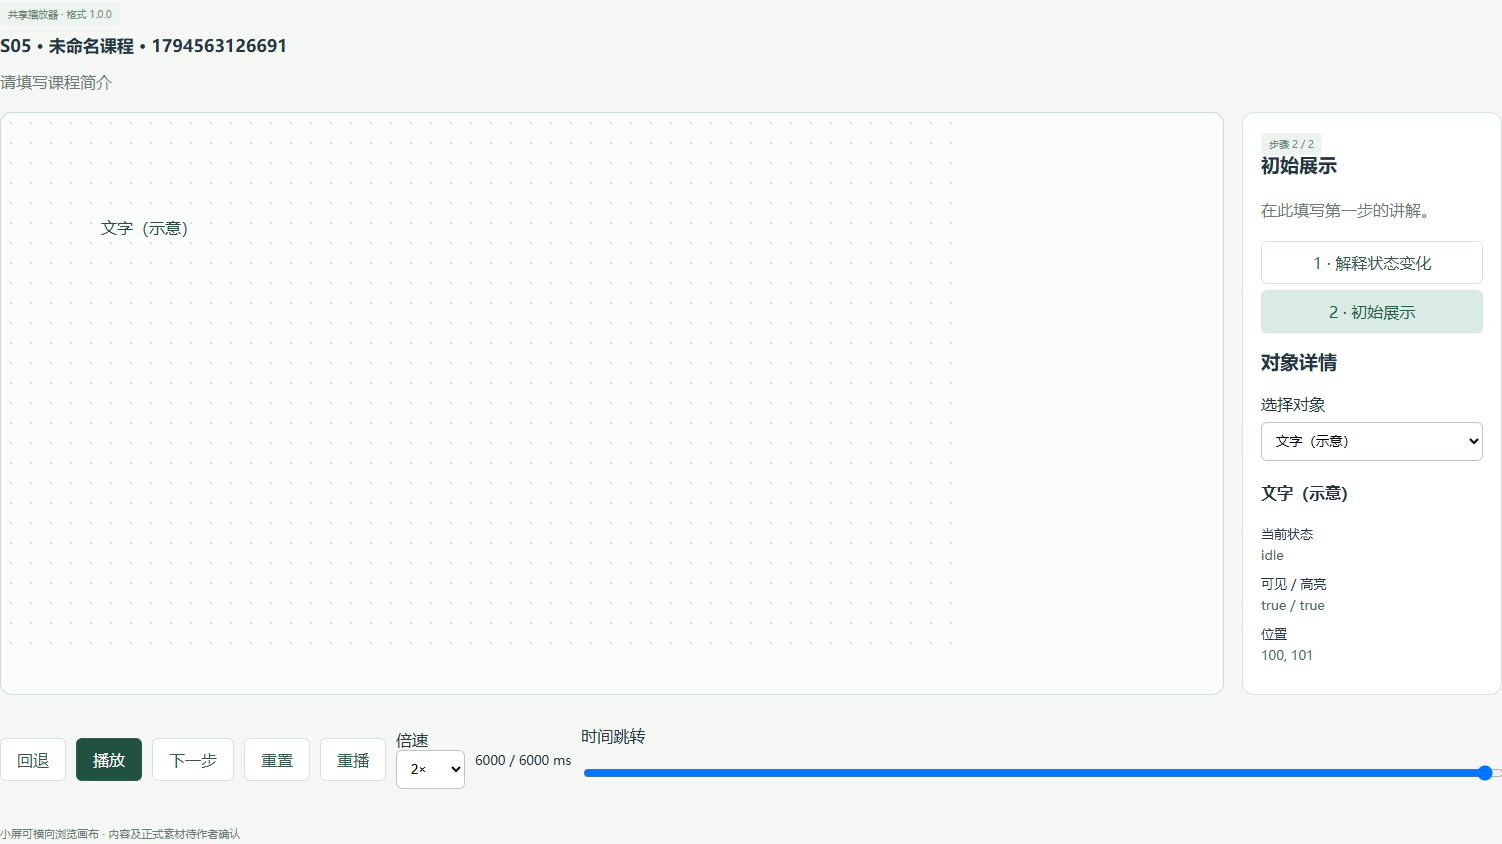 共享播放器 · 格式 1.0.0
S05 • 未命名课程 • 1794563126691
请填写课程简介
文字（示意）
步骤 2 / 2
初始展示
在此填写第一步的讲解。
1 · 解释状态变化
2 · 初始展示
对象详情
选择对象
文字（示意）
文字（示意）
当前状态
idle
可见 / 高亮
true / true
位置
100, 101
回退
播放
下一步
重置
重播
倍速
2×
6000 / 6000 ms
时间跳转
小屏可横向浏览画布 · 内容及正式素材待作者确认